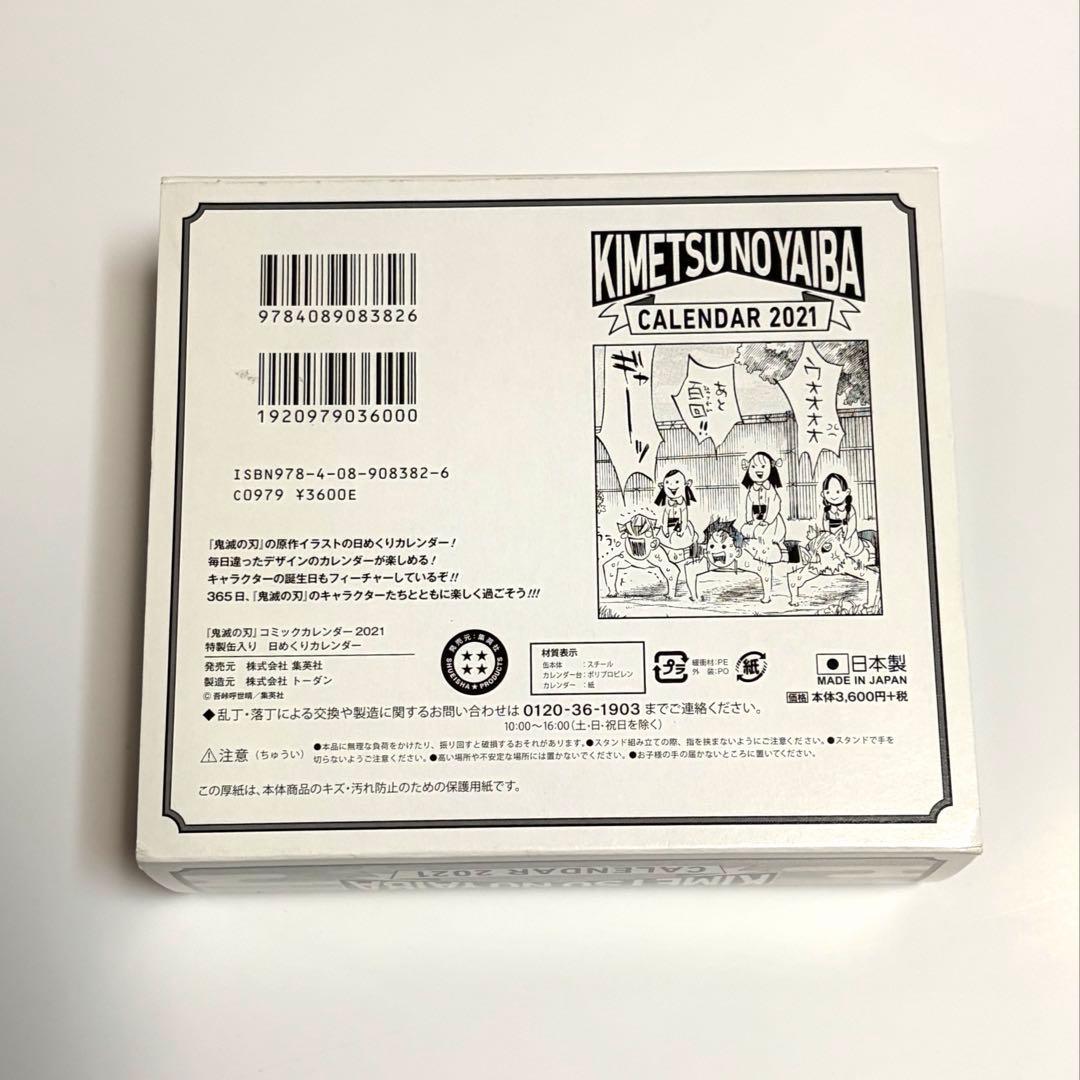 9784089083826
1920979036000
ISBN978-4-08-908382-6
C0979 ¥3600E
『鬼滅の刃』の原作イラストの日めくりカレンダー!
毎日違ったデザインのカレンダーが楽しめる!
キャラクターの誕生日もフィーチャーしているぞ!!
365日、『鬼滅の刃』のキャラクターたちとともに楽しく過ごそう!!!
『鬼滅の刃』コミックカレンダー2021
特製缶入り 日めくりカレンダー
発売元 株式会社 集英社
製造元 株式会社 トーダン
©吾峠呼世晴/集英社
KIMETSU NO YAIBA
CALENDAR 2021
ウオオオオ
あと百回!!
ギャーーッ
発売元:集英社
SHUEISHA★PRODUCTS
材質表示
缶本体 :スチール
カレンダー台:ポリプロピレン
カレンダー :紙
プラ
緩衝材:PE
外 装:PO
紙
日本製
MADE IN JAPAN
価格 本体3,600円+税
◆乱丁・落丁による交換や製造に関するお問い合わせは 0120-36-1903 までご連絡ください。
10:00〜16:00(土・日・祝日を除く)
⚠注意(ちゅうい) ●本品に無理な負荷をかけたり、振り回すと破損するおそれがあります。●スタンド組み立ての際、指を挟まないようにご注意ください。●スタンドで手を
切らないようご注意ください。●高い場所や不安定な場所には置かないでください。●お子様の手の届かないところに置いてください。
この厚紙は、本体商品のキズ・汚れ防止のための保護用紙です。
KIMETSU NO YAIBA
CALENDAR 2021